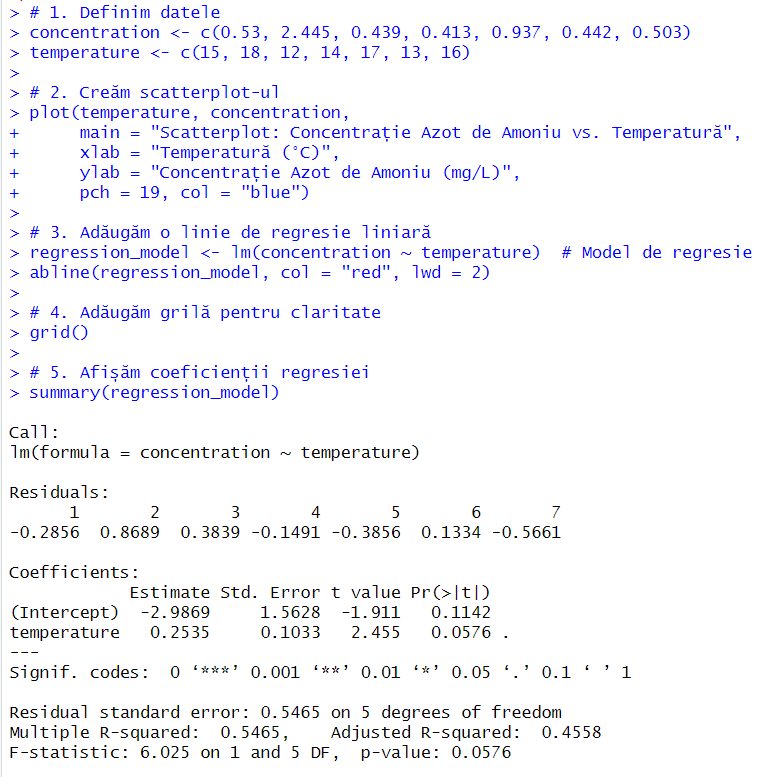 > # 1. Definim datele
> concentration <- c(0.53, 2.445, 0.439, 0.413, 0.937, 0.442, 0.503)
> temperature <- c(15, 18, 12, 14, 17, 13, 16)
>
> # 2. Creăm scatterplot-ul
> plot(temperature, concentration,
+      main = "Scatterplot: Concentrație Azot de Amoniu vs. Temperatură",
+      xlab = "Temperatură (°C)",
+      ylab = "Concentrație Azot de Amoniu (mg/L)",
+      pch = 19, col = "blue")
>
> # 3. Adăugăm o linie de regresie liniară
> regression_model <- lm(concentration ~ temperature)  # Model de regresie
> abline(regression_model, col = "red", lwd = 2)
>
> # 4. Adăugăm grilă pentru claritate
> grid()
>
> # 5. Afișăm coeficienții regresiei
> summary(regression_model)

Call:
lm(formula = concentration ~ temperature)

Residuals:
      1       2       3       4       5       6       7
-0.2856  0.8689  0.3839 -0.1491 -0.3856  0.1334 -0.5661

Coefficients:
            Estimate Std. Error t value Pr(>|t|)
(Intercept)  -2.9869     1.5628  -1.911   0.1142
temperature   0.2535     0.1033   2.455   0.0576 .
---
Signif. codes:  0 ‘***’ 0.001 ‘**’ 0.01 ‘*’ 0.05 ‘.’ 0.1 ‘ ’ 1

Residual standard error: 0.5465 on 5 degrees of freedom
Multiple R-squared:  0.5465,    Adjusted R-squared:  0.4558
F-statistic: 6.025 on 1 and 5 DF,  p-value: 0.0576